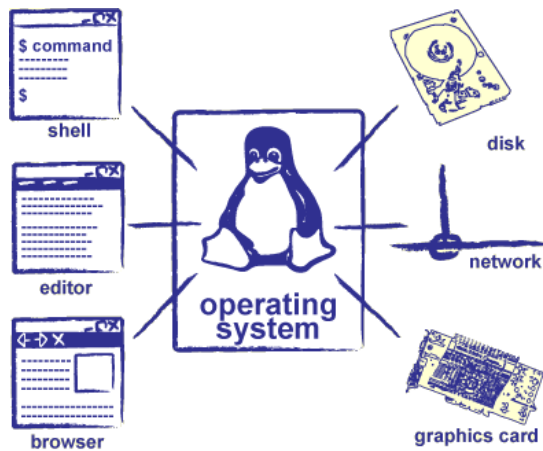 $ command
$
shell
editor
browser
operating
system
disk
network
graphics card